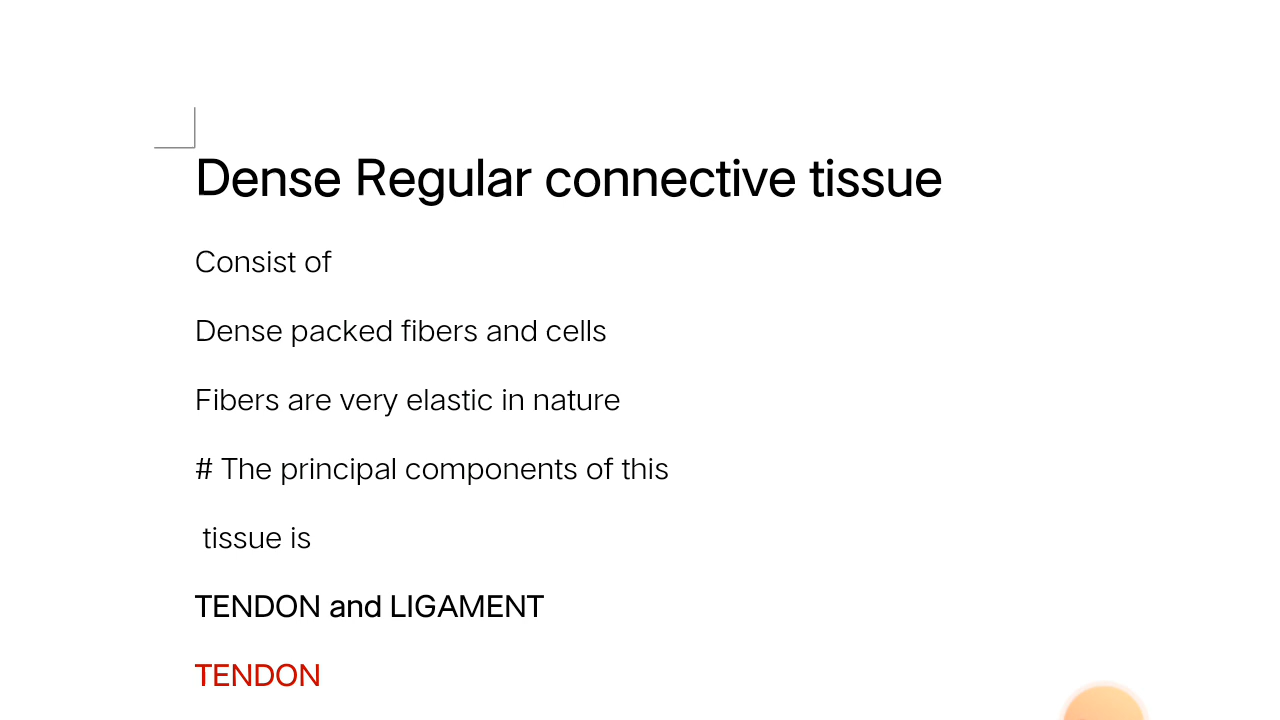 Dense Regular connective tissue
Consist of
Dense packed fibers and cells
Fibers are very elastic in nature
# The principal components of this
tissue is
TENDON and LIGAMENT
TENDON